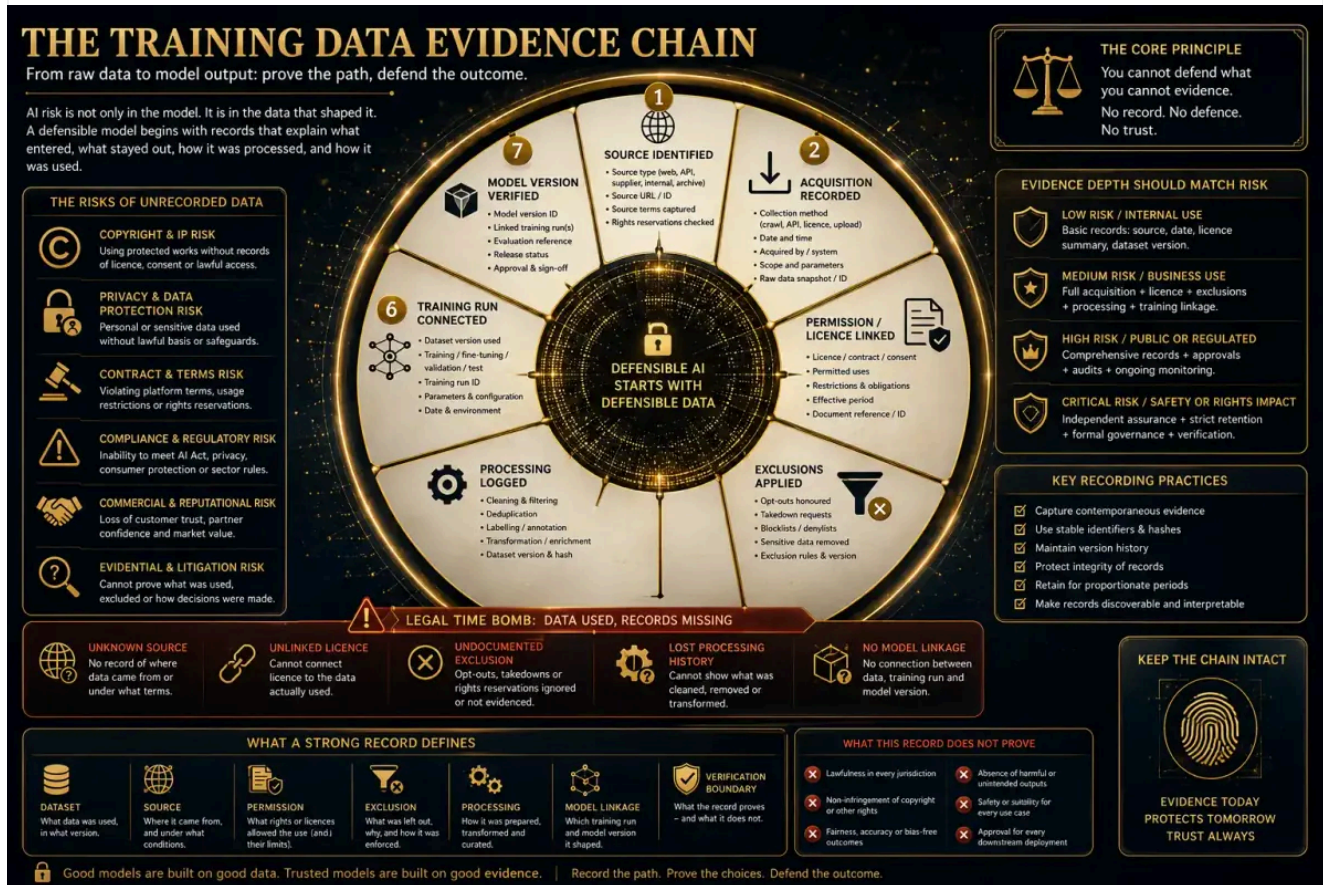 THE TRAINING DATA EVIDENCE CHAIN
From raw data to model output: prove the path, defend the outcome.
AI risk is not only in the model. It is in the data that shaped it.
A defensible model begins with records that explain what
entered, what stayed out, how it was processed, and how it
was used.
THE RISKS OF UNRECORDED DATA
COPYRIGHT & IP RISK
Using protected works without records
of licence, consent or lawful access.
PRIVACY & DATA
PROTECTION RISK
Personal or sensitive data used
without lawful basis or safeguards.
CONTRACT & TERMS RISK
Violating platform terms, usage
restrictions or rights reservations.
COMPLIANCE & REGULATORY RISK
Inability to meet AI Act, privacy,
consumer protection or sector rules.
COMMERCIAL & REPUTATIONAL RISK
Loss of customer trust, partner
confidence and market value.
EVIDENTIAL & LITIGATION RISK
Cannot prove what was used,
excluded or how decisions were made.
1
SOURCE IDENTIFIED
• Source type (web, API,
supplier, internal, archive)
• Source URL / ID
• Source terms captured
• Rights reservations checked
2
ACQUISITION
RECORDED
• Collection method
(crawl, API, licence, upload)
• Date and time
• Acquired by / system
• Scope and parameters
• Raw data snapshot / ID
PERMISSION /
LICENCE LINKED
• Licence / contract / consent
• Permitted uses
• Restrictions & obligations
• Effective period
• Document reference / ID
EXCLUSIONS
APPLIED
• Opt-outs honoured
• Takedown requests
• Blocklists / denylists
• Sensitive data removed
• Exclusion rules & version
PROCESSING
LOGGED
• Cleaning & filtering
• Deduplication
• Labelling / annotation
• Transformation / enrichment
• Dataset version & hash
6
TRAINING RUN
CONNECTED
• Dataset version used
• Training / fine-tuning /
validation / test
• Training run ID
• Parameters & configuration
• Date & environment
7
MODEL VERSION
VERIFIED
• Model version ID
• Linked training run(s)
• Evaluation reference
• Release status
• Approval & sign-off
DEFENSIBLE AI
STARTS WITH
DEFENSIBLE DATA
THE CORE PRINCIPLE
You cannot defend what
you cannot evidence.
No record. No defence.
No trust.
EVIDENCE DEPTH SHOULD MATCH RISK
LOW RISK / INTERNAL USE
Basic records: source, date, licence
summary, dataset version.
MEDIUM RISK / BUSINESS USE
Full acquisition + licence + exclusions
+ processing + training linkage.
HIGH RISK / PUBLIC OR REGULATED
Comprehensive records + approvals
+ audits + ongoing monitoring.
CRITICAL RISK / SAFETY OR RIGHTS IMPACT
Independent assurance + strict retention
+ formal governance + verification.
KEY RECORDING PRACTICES
Capture contemporaneous evidence
Use stable identifiers & hashes
Maintain version history
Protect integrity of records
Retain for proportionate periods
Make records discoverable and interpretable
LEGAL TIME BOMB: DATA USED, RECORDS MISSING
UNKNOWN SOURCE
No record of where
data came from or
under what terms.
UNLINKED LICENCE
Cannot connect
licence to the data
actually used.
UNDOCUMENTED
EXCLUSION
Opt-outs, takedowns or
rights reservations ignored
or not evidenced.
LOST PROCESSING
HISTORY
Cannot show what was
cleaned, removed or
transformed.
NO MODEL LINKAGE
No connection between
data, training run and
model version.
WHAT A STRONG RECORD DEFINES
DATASET
What data was used,
in what version.
SOURCE
Where it came from,
and under what
conditions.
PERMISSION
What rights or licences
allowed the use (and)
their limits).
EXCLUSION
What was left out,
why, and how it was
enforced.
PROCESSING
How it was prepared,
transformed and
curated.
MODEL LINKAGE
Which training run
and model version
it shaped.
VERIFICATION
BOUNDARY
What the record proves
– and what it does not.
WHAT THIS RECORD DOES NOT PROVE
Lawfulness in every jurisdiction
Non-infringement of copyright
or other rights
Fairness, accuracy or bias-free
outcomes
Absence of harmful or
unintended outputs
Safety or suitability for
every use case
Approval for every
downstream deployment
KEEP THE CHAIN INTACT
EVIDENCE TODAY
PROTECTS TOMORROW
TRUST ALWAYS
Good models are built on good data. Trusted models are built on good evidence. | Record the path. Prove the choices. Defend the outcome.